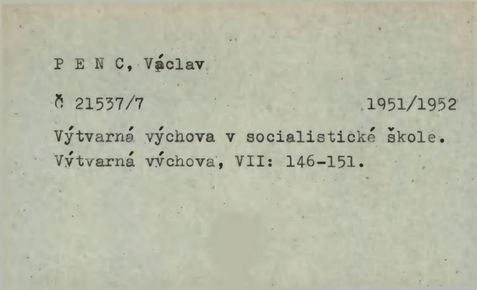 P E N C, Václav
Č 21537/7 1951/1952
Výtvarná výchova v socialistické škole.
Výtvarná výchova, VII: 146-151.